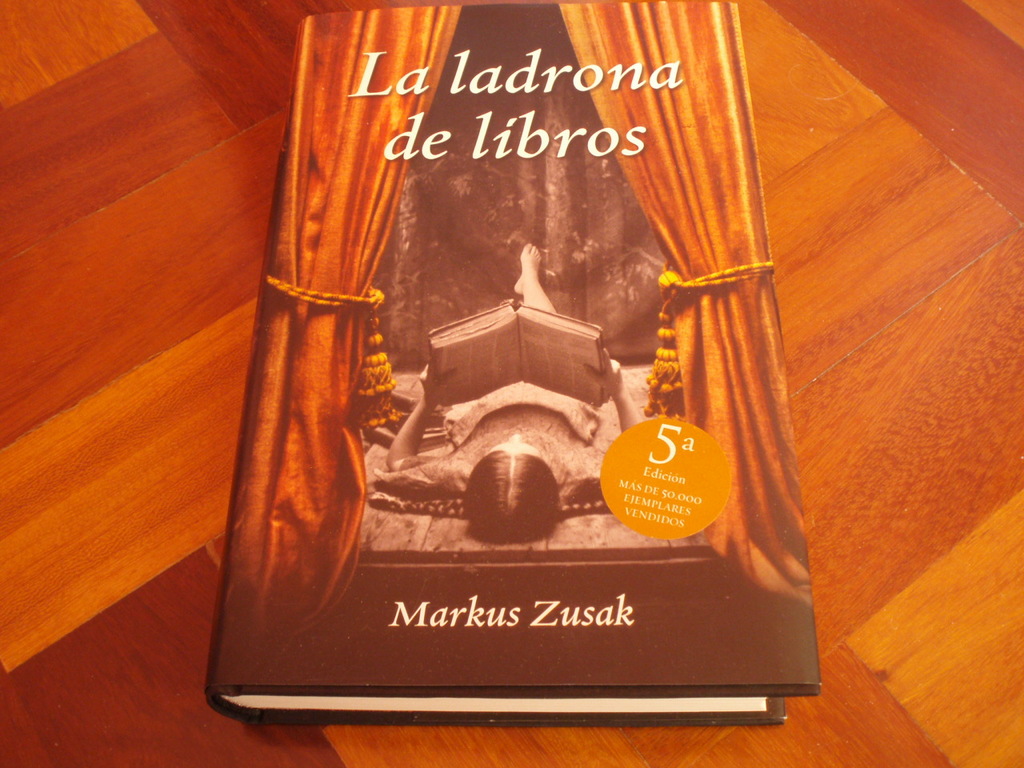 La ladrona
de libros
5ª
Edición
MÁS DE 50.000
EJEMPLARES
VENDIDOS
Markus Zusak